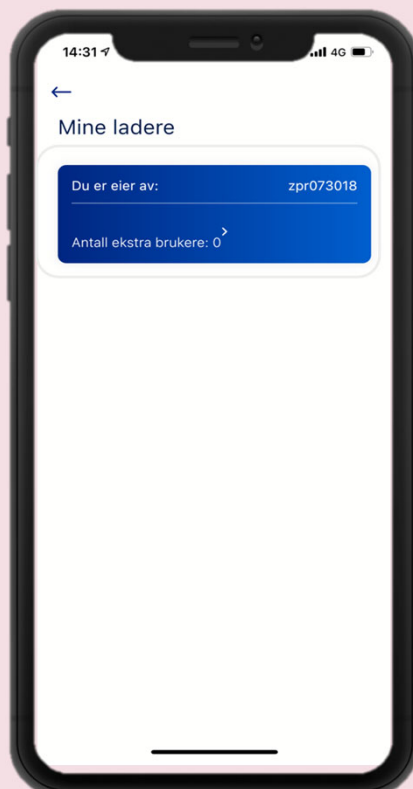 14:31
4G
Mine ladere
Du er eier av: zpr073018
Antall ekstra brukere: 0